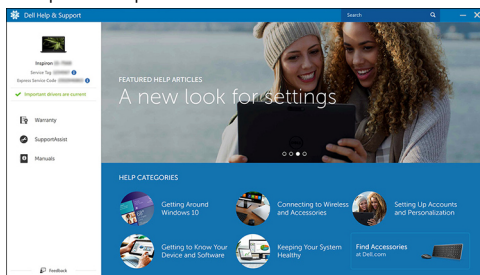 Dell Help & Support
Search
Inspiron
Service Tag
Express Service Code
Important drivers are current
Warranty
SupportAssist
Manuals
Feedback
FEATURED HELP ARTICLES
A new look for settings
HELP CATEGORIES
Getting Around
Windows 10
Connecting to Wireless
and Accessories
Setting Up Accounts
and Personalization
Getting to Know Your
Device and Software
Keeping Your System
Healthy
Find Accessories
at Dell.com